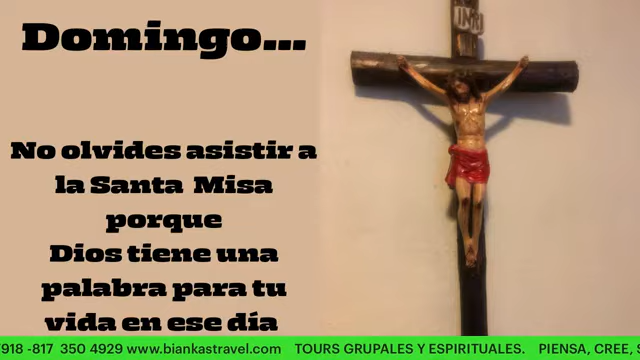 Domingo...
No olvides asistir a
la Santa Misa
porque
Dios tiene una
palabra para tu
vida en ese día
INRI
918 -817 350 4929 www.biankastravel.com TOURS GRUPALES Y ESPIRITUALES. PIENSA, CREE,